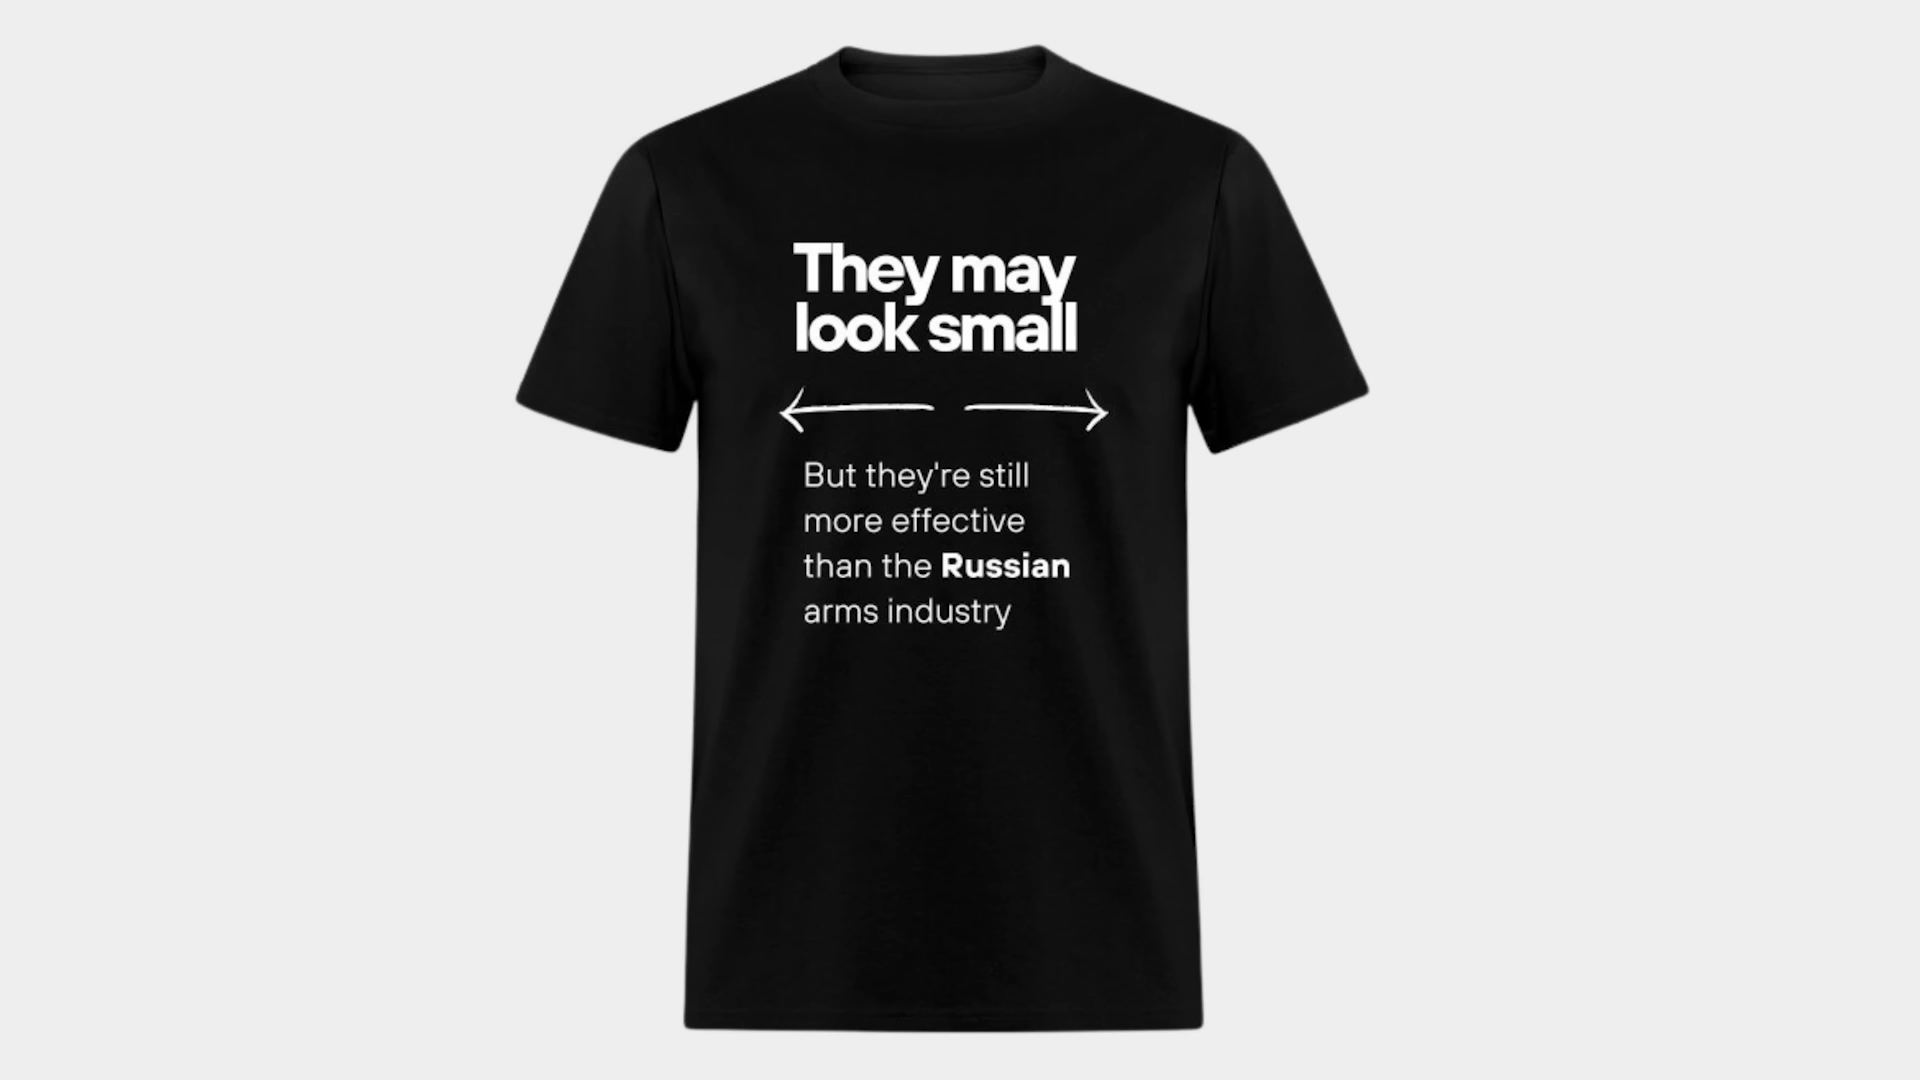 They may
look small
But they're still
more effective
than the Russian
arms industry